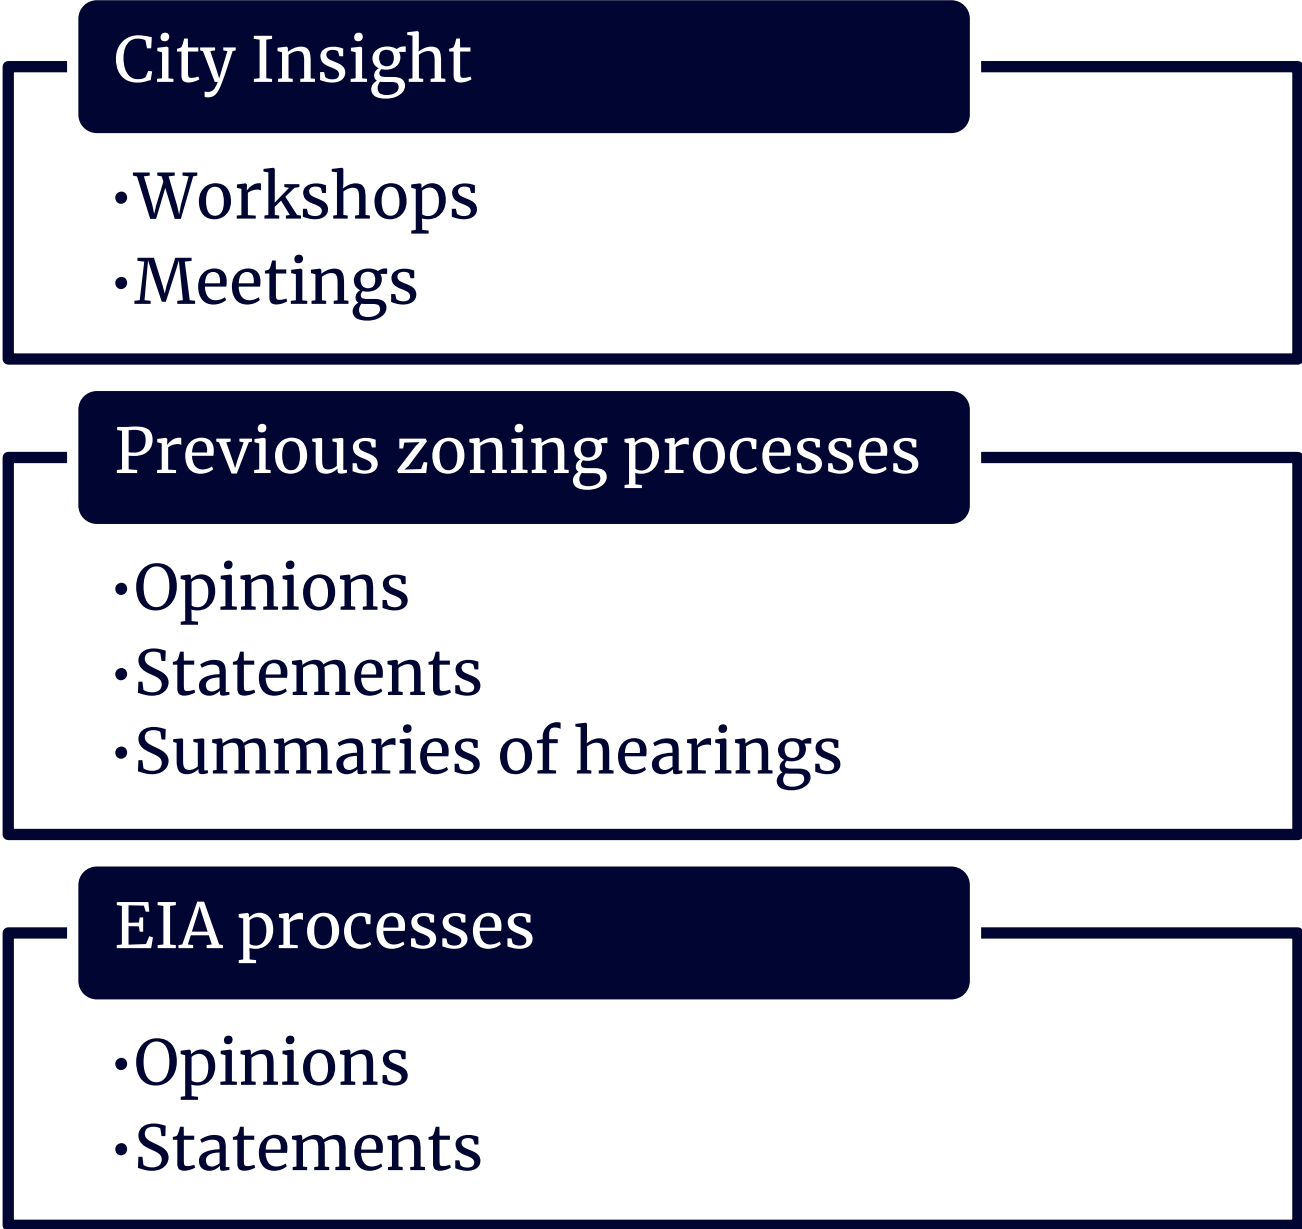 City Insight
•Workshops
•Meetings
Previous zoning processes
•Opinions
•Statements
•Summaries of hearings
EIA processes
•Opinions
•Statements